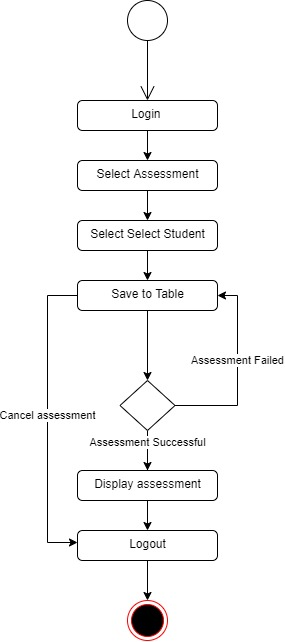 Login
Select Assessment
Select Select Student
Save to Table
Assessment Failed
Cancel assessment
Assessment Successful
Display assessment
Logout